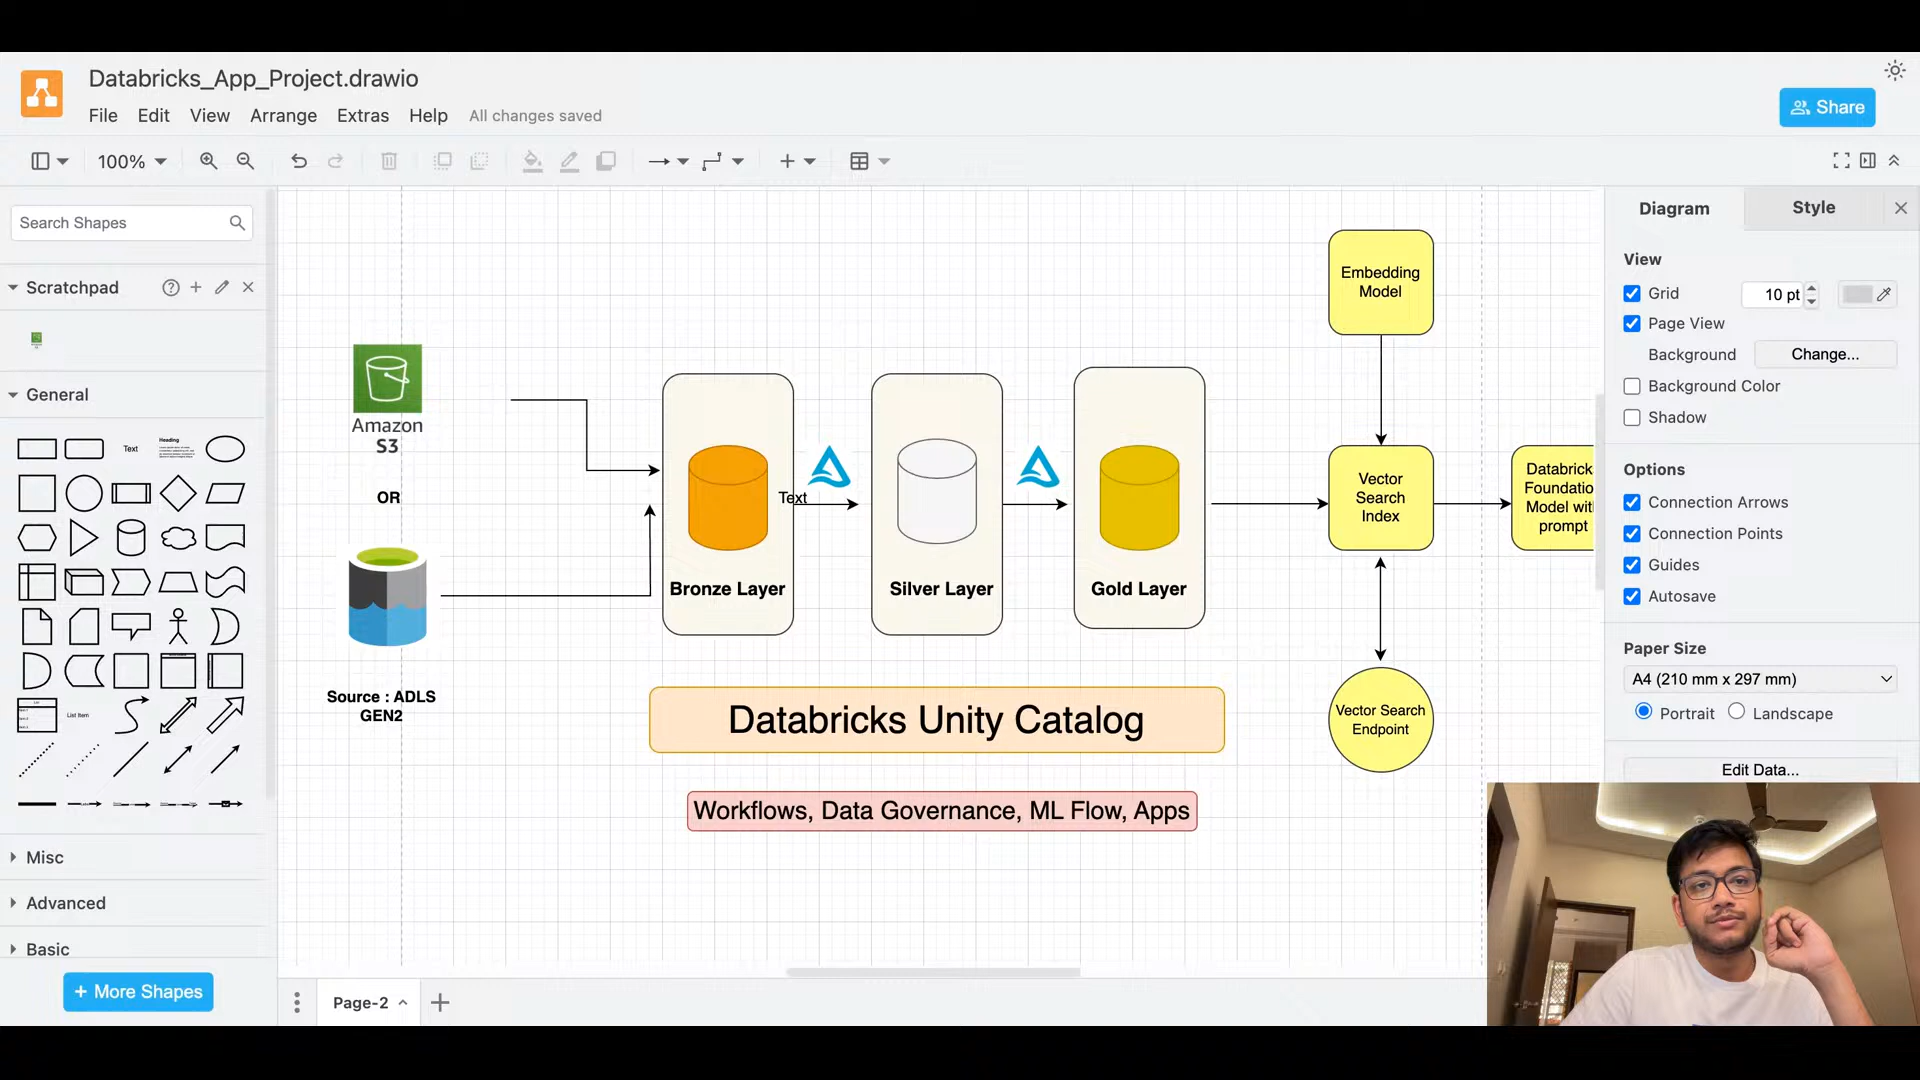 Databricks_App_Project.drawio
File Edit View Arrange Extras Help All changes saved
Share
100%
Search Shapes
Scratchpad
General
Text
Heading
List Item
Misc
Advanced
Basic
+ More Shapes
Amazon
S3
OR
Source : ADLS
GEN2
Text
Bronze Layer
Silver Layer
Gold Layer
Databricks Unity Catalog
Workflows, Data Governance, ML Flow, Apps
Embedding
Model
Vector
Search
Index
Vector Search
Endpoint
Databrick
Foundatio
Model wit
prompt
Page-2
Diagram
Style
View
Grid
10 pt
Page View
Background
Change...
Background Color
Shadow
Options
Connection Arrows
Connection Points
Guides
Autosave
Paper Size
A4 (210 mm x 297 mm)
Portrait
Landscape
Edit Data...